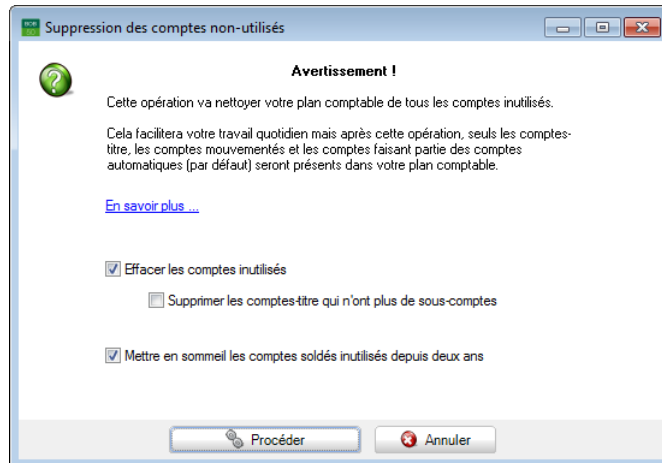 Suppression des comptes non-utilisés
Avertissement !
Cette opération va nettoyer votre plan comptable de tous les comptes inutilisés.
Cela facilitera votre travail quotidien mais après cette opération, seuls les comptes-
titre, les comptes mouvementés et les comptes faisant partie des comptes
automatiques (par défaut) seront présents dans votre plan comptable.
En savoir plus ...
Effacer les comptes inutilisés
Supprimer les comptes-titre qui n'ont plus de sous-comptes
Mettre en sommeil les comptes soldés inutilisés depuis deux ans
Procéder
Annuler